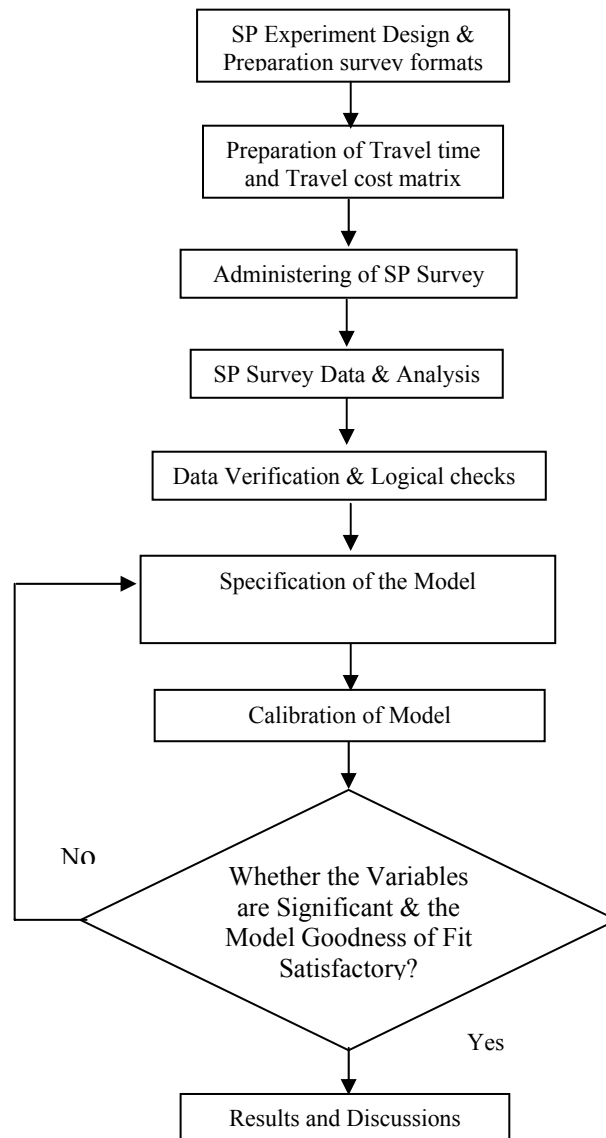 SP Experiment Design &
Preparation survey formats
Preparation of Travel time
and Travel cost matrix
Administering of SP Survey
SP Survey Data & Analysis
Data Verification & Logical checks
Specification of the Model
Calibration of Model
No
Whether the Variables
are Significant & the
Model Goodness of Fit
Satisfactory?
Yes
Results and Discussions